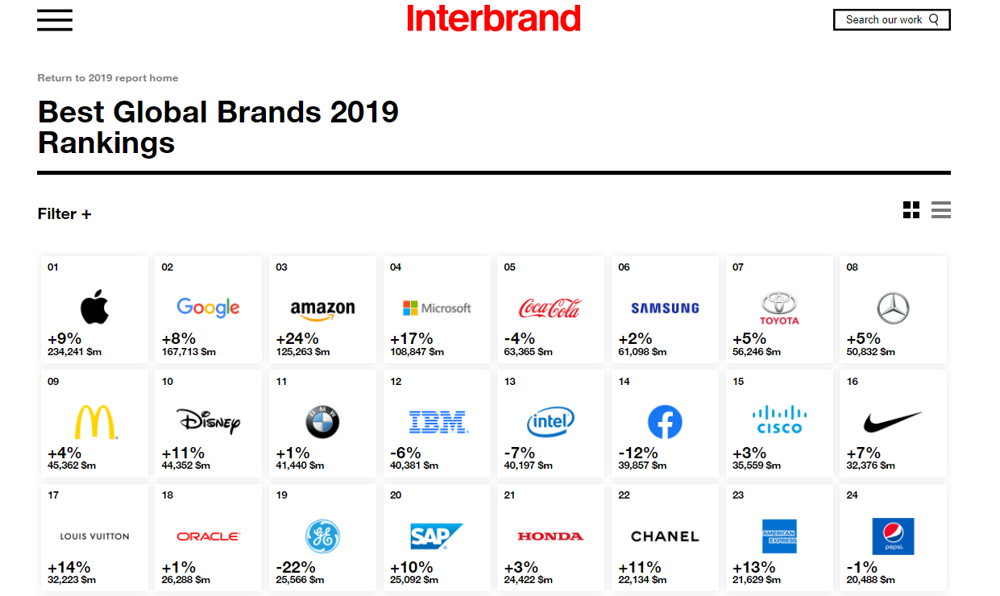 Interbrand
Search our work
Return to 2019 report home
Best Global Brands 2019
Rankings
Filter +
01
+9%
234,241 $m
02
Google
+8%
167,713 $m
03
amazon
+24%
125,263 $m
04
Microsoft
+17%
108,847 $m
05
Coca-Cola
-4%
63,365 $m
06
SAMSUNG
+2%
61,098 $m
07
TOYOTA
+5%
56,246 $m
08
+5%
50,832 $m
09
+4%
45,362 $m
10
Disney
+11%
44,352 $m
11
BMW
+1%
41,440 $m
12
IBM
-6%
40,381 $m
13
intel
-7%
40,197 $m
14
f
-12%
39,857 $m
15
CISCO
+3%
35,559 $m
16
+7%
32,376 $m
17
LOUIS VUITTON
+14%
32,223 $m
18
ORACLE
+1%
26,288 $m
19
GE
-22%
25,566 $m
20
SAP
+10%
25,092 $m
21
HONDA
+3%
24,422 $m
22
CHANEL
+11%
22,134 $m
23
AMERICAN
EXPRESS
+13%
21,629 $m
24
pepsi
-1%
20,488 $m